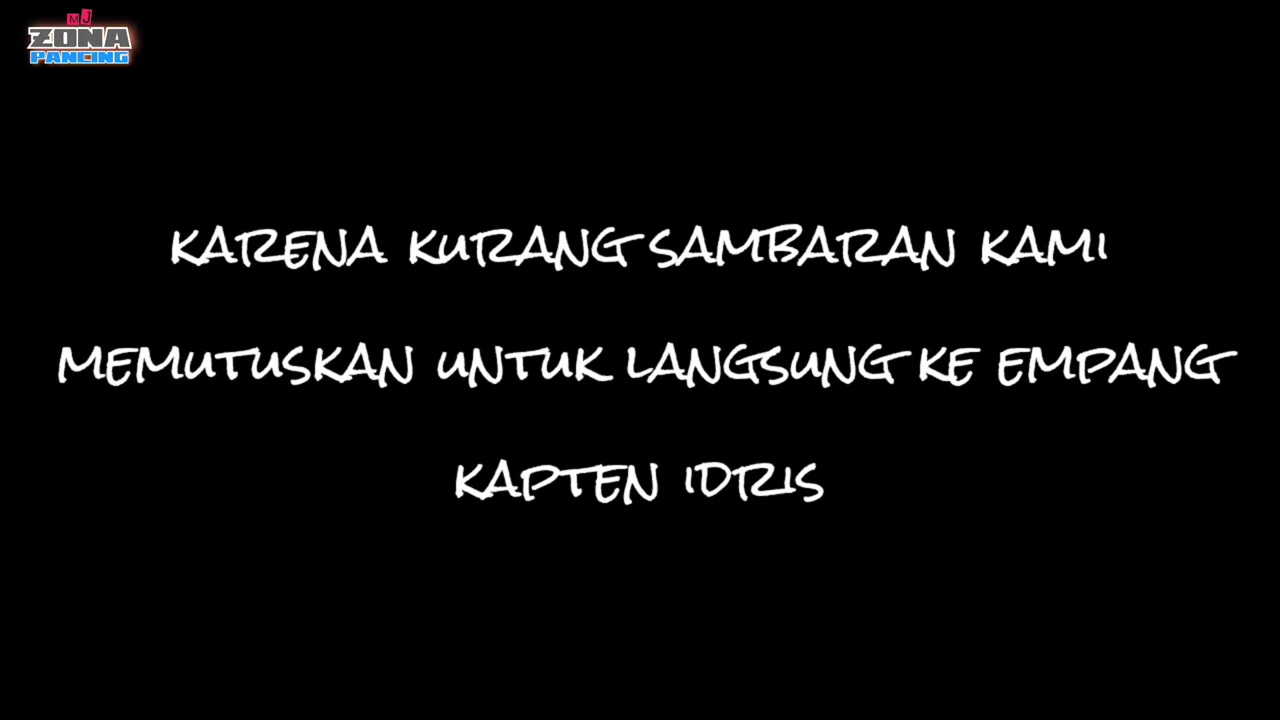 MJ
ZONA
PANCING
KARENA KURANG SAMBARAN KAMI
MEMUTUSKAN UNTUK LANGSUNG KE EMPANG
KAPTEN IDRIS